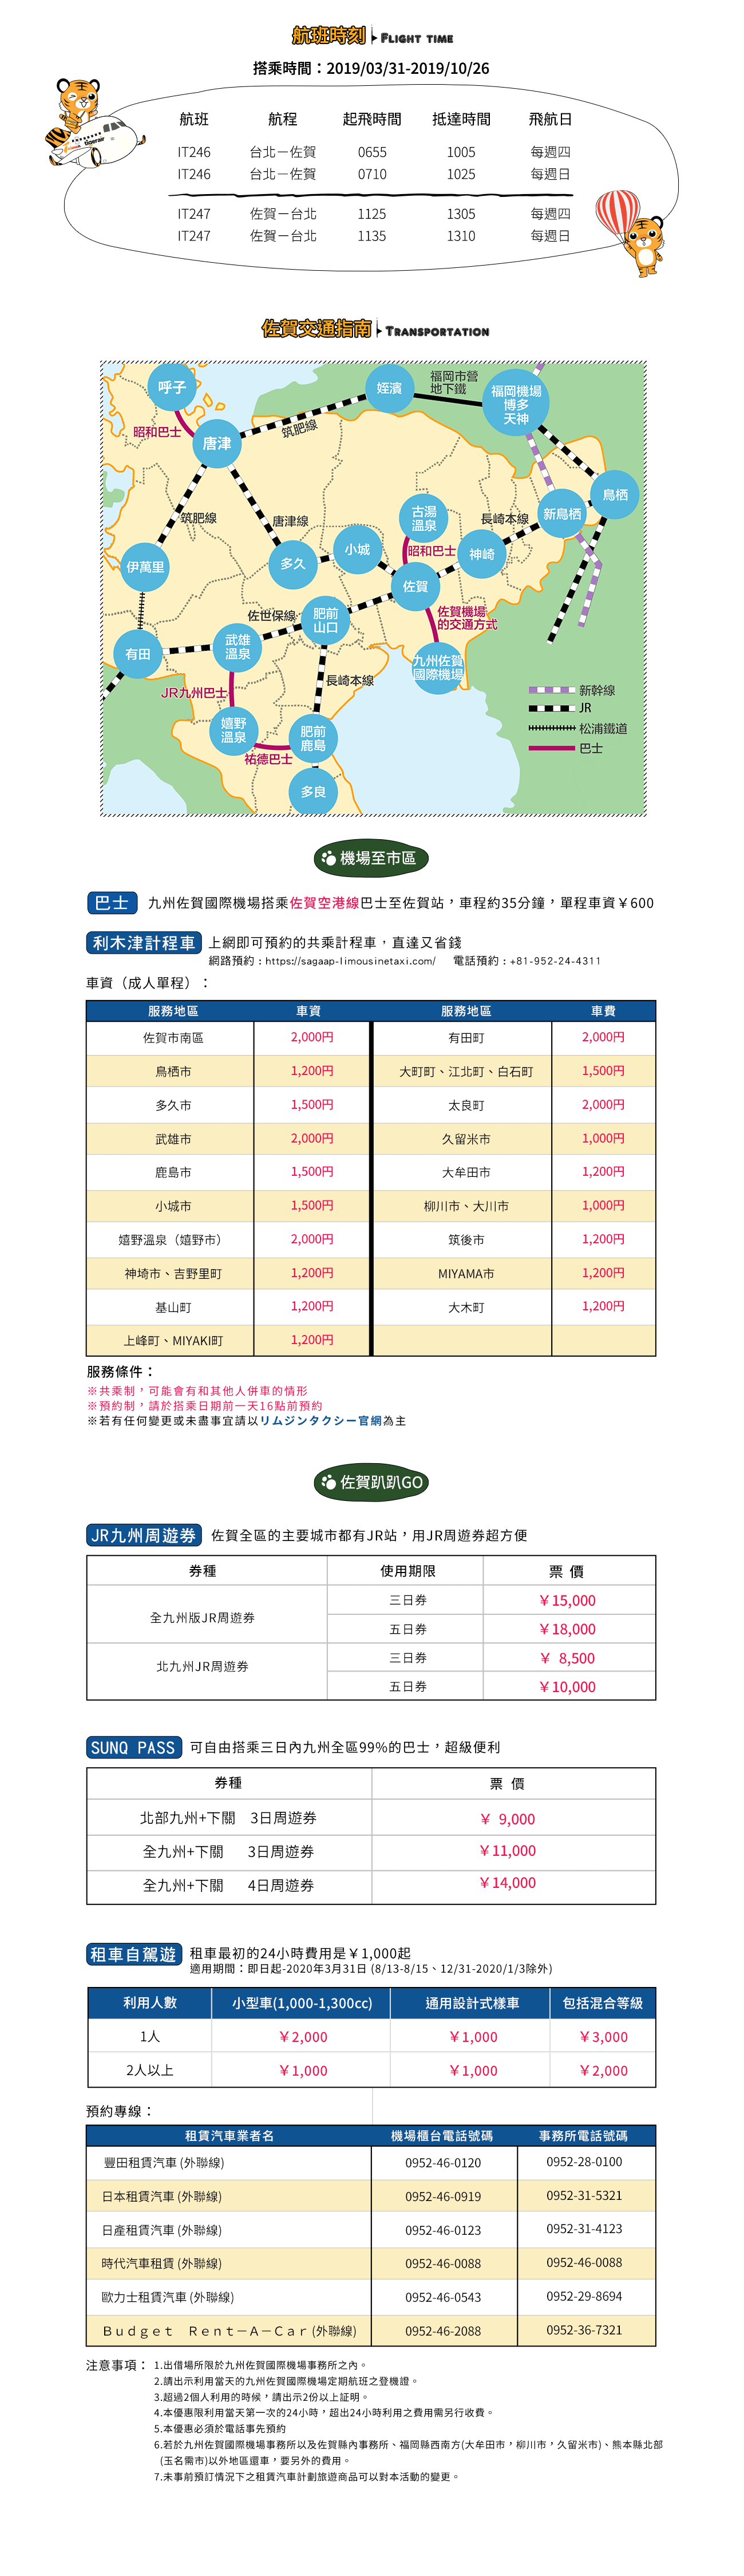 航班時刻 FLIGHT TIME
搭乘時間：2019/03/31-2019/10/26
航班 航程 起飛時間 抵達時間 飛航日
IT246 台北－佐賀 0655 1005 每週四
IT246 台北－佐賀 0710 1025 每週日
IT247 佐賀－台北 1125 1305 每週四
IT247 佐賀－台北 1135 1310 每週日
tigerair
佐賀交通指南 TRANSPORTATION
呼子
姪濱
福岡市營
地下鐵
福岡機場
博多
天神
昭和巴士
唐津
筑肥線
鳥栖
筑肥線
唐津線
古湯
溫泉
長崎本線
新鳥栖
伊萬里
多久
小城
昭和巴士
神崎
佐賀
佐世保線
肥前
山口
佐賀機場
的交通方式
有田
武雄
溫泉
九州佐賀
國際機場
長崎本線
JR九州巴士
新幹線
JR
松浦鐵道
巴士
嬉野
溫泉
肥前
鹿島
祐德巴士
多良
機場至市區
巴士 九州佐賀國際機場搭乘佐賀空港線巴士至佐賀站，車程約35分鐘，單程車資￥600
利木津計程車 上網即可預約的共乘計程車，直達又省錢
網路預約：https://sagaap-limousinetaxi.com/ 電話預約：+81-952-24-4311
車資（成人單程）：
服務地區 車資 服務地區 車費
佐賀市南區 2,000円 有田町 2,000円
鳥栖市 1,200円 大町町、江北町、白石町 1,500円
多久市 1,500円 太良町 2,000円
武雄市 2,000円 久留米市 1,000円
鹿島市 1,500円 大牟田市 1,200円
小城市 1,500円 柳川市、大川市 1,000円
嬉野溫泉（嬉野市） 2,000円 筑後市 1,200円
神埼市、吉野里町 1,200円 MIYAMA市 1,200円
基山町 1,200円 大木町 1,200円
上峰町、MIYAKI町 1,200円
服務條件：
※共乘制，可能會有和其他人併車的情形
※預約制，請於搭乘日期前一天16點前預約
※若有任何變更或未盡事宜請以リムジンタクシー官網為主
佐賀趴趴GO
JR九州周遊券 佐賀全區的主要城市都有JR站，用JR周遊券超方便
券種 使用期限 票 價
全九州版JR周遊券 三日券 ￥15,000
五日券 ￥18,000
北九州JR周遊券 三日券 ￥ 8,500
五日券 ￥10,000
SUNQ PASS 可自由搭乘三日內九州全區99%的巴士，超級便利
券種 票 價
北部九州+下關 3日周遊券 ￥ 9,000
全九州+下關 3日周遊券 ￥11,000
全九州+下關 4日周遊券 ￥14,000
租車自駕遊 租車最初的24小時費用是￥1,000起
適用期間：即日起-2020年3月31日 (8/13-8/15、12/31-2020/1/3除外)
利用人數 小型車(1,000-1,300cc) 通用設計式樣車 包括混合等級
1人 ￥2,000 ￥1,000 ￥3,000
2人以上 ￥1,000 ￥1,000 ￥2,000
預約專線：
租賃汽車業者名 機場櫃台電話號碼 事務所電話號碼
豐田租賃汽車 (外聯線) 0952-46-0120 0952-28-0100
日本租賃汽車 (外聯線) 0952-46-0919 0952-31-5321
日產租賃汽車 (外聯線) 0952-46-0123 0952-31-4123
時代汽車租賃 (外聯線) 0952-46-0088 0952-46-0088
歐力士租賃汽車 (外聯線) 0952-46-0543 0952-29-8694
Ｂｕｄｇｅｔ　Ｒｅｎｔ－Ａ－Ｃａｒ (外聯線) 0952-46-2088 0952-36-7321
注意事項： 1.出借場所限於九州佐賀國際機場事務所之內。
2.請出示利用當天的九州佐賀國際機場定期航班之登機證。
3.超過2個人利用的時候，請出示2份以上証明。
4.本優惠限利用當天第一次的24小時，超出24小時利用之費用需另行收費。
5.本優惠必須於電話事先預約
6.若於九州佐賀國際機場事務所以及佐賀縣內事務所、福岡縣西南方(大牟田市，柳川市，久留米市)、熊本縣北部
(玉名需市)以外地區還車，要另外的費用。
7.未事前預訂情況下之租賃汽車計劃旅遊商品可以對本活動的變更。